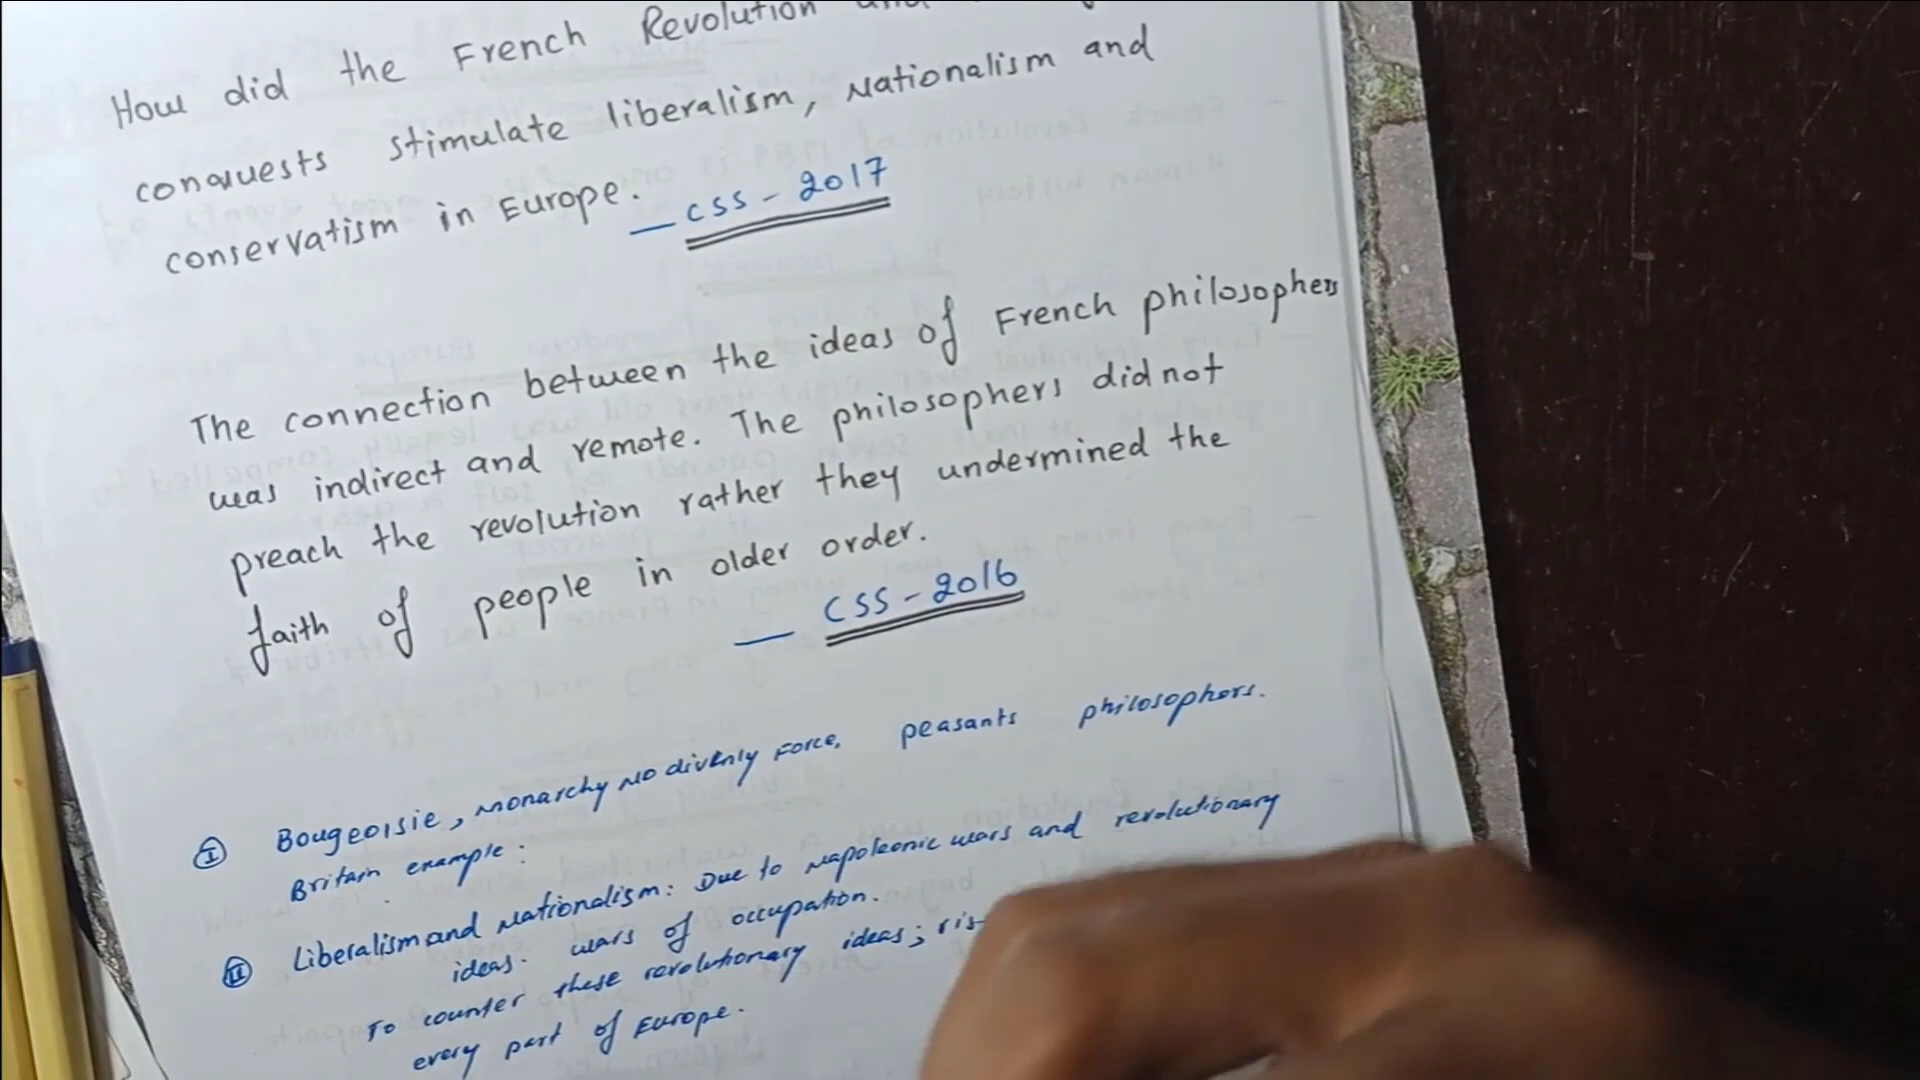 How did the French Revolution
conquests stimulate liberalism, Nationalism and
conservatism in Europe. — CSS - 2017
The connection between the ideas of French philosophers
was indirect and remote. The philosophers did not
preach the revolution rather they undermined the
faith of people in older order.
— CSS - 2016
I Bougeoisie, Monarchy No divenly Force, peasants philosophers.
Britain example:
II Liberalism and Nationalism: Due to Napoleonic wars and revolutionary
ideas. wars of occupation.
To counter these revolutionary ideas;
every part of Europe.